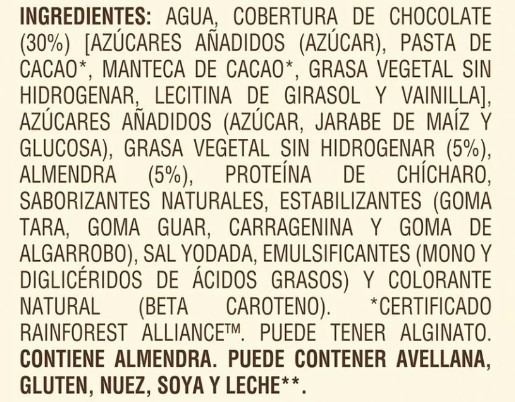 INGREDIENTES: AGUA, COBERTURA DE CHOCOLATE
(30%) [AZÚCARES AÑADIDOS (AZÚCAR), PASTA DE
CACAO*, MANTECA DE CACAO*, GRASA VEGETAL SIN
HIDROGENAR, LECITINA DE GIRASOL Y VAINILLA],
AZÚCARES AÑADIDOS (AZÚCAR, JARABE DE MAÍZ Y
GLUCOSA), GRASA VEGETAL SIN HIDROGENAR (5%),
ALMENDRA (5%), PROTEÍNA DE CHÍCHARO,
SABORIZANTES NATURALES, ESTABILIZANTES (GOMA
TARA, GOMA GUAR, CARRAGENINA Y GOMA DE
ALGARROBO), SAL YODADA, EMULSIFICANTES (MONO Y
DIGLICÉRIDOS DE ÁCIDOS GRASOS) Y COLORANTE
NATURAL (BETA CAROTENO). *CERTIFICADO
RAINFOREST ALLIANCE™. PUEDE TENER ALGINATO.
CONTIENE ALMENDRA. PUEDE CONTENER AVELLANA,
GLUTEN, NUEZ, SOYA Y LECHE**.